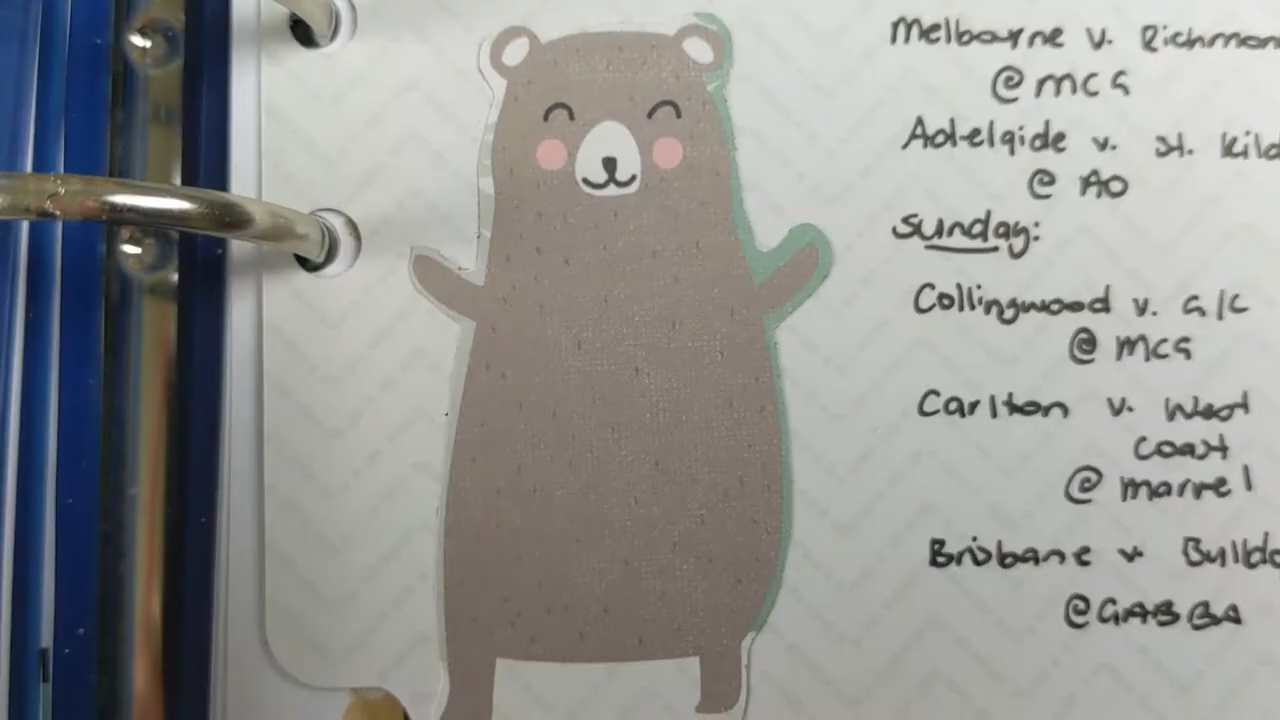 Melbourne v. Richmon
@ MCG
Adelaide v. St. Kild
@ AO
Sunday:
Collingwood v. G/C
@ MCG
Carlton v. West
Coast
@ marvel
Brisbane v Bulldo
@GABBA